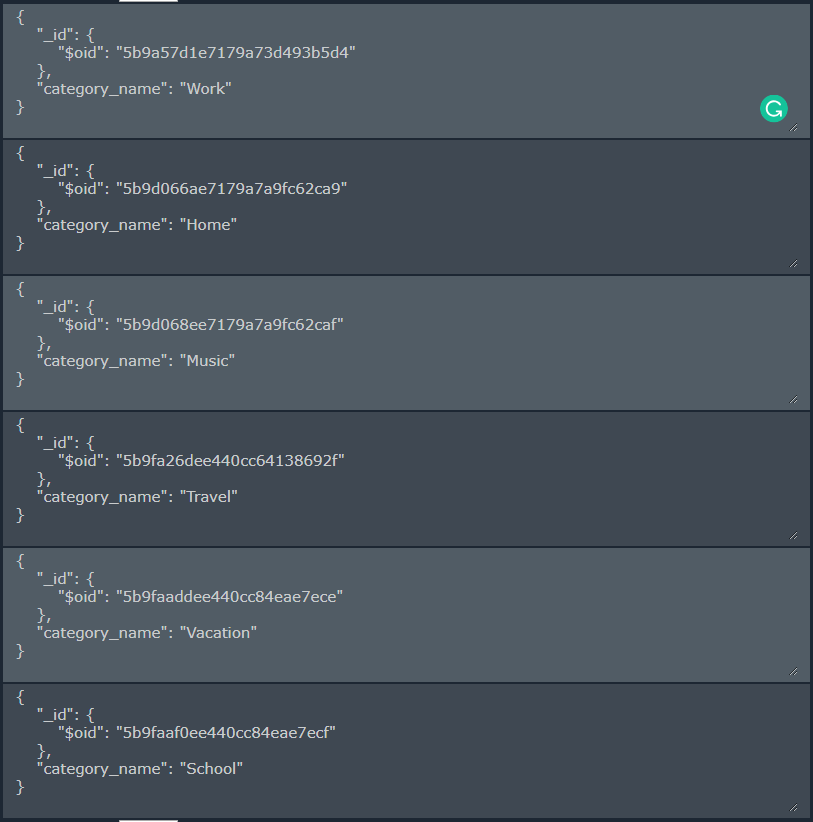 {
"_id": {
"$oid": "5b9a57d1e7179a73d493b5d4"
},
"category_name": "Work"
}
{
"_id": {
"$oid": "5b9d066ae7179a7a9fc62ca9"
},
"category_name": "Home"
}
{
"_id": {
"$oid": "5b9d068ee7179a7a9fc62caf"
},
"category_name": "Music"
}
{
"_id": {
"$oid": "5b9fa26dee440cc64138692f"
},
"category_name": "Travel"
}
{
"_id": {
"$oid": "5b9faaddee440cc84eae7ece"
},
"category_name": "Vacation"
}
{
"_id": {
"$oid": "5b9faaf0ee440cc84eae7ecf"
},
"category_name": "School"
}